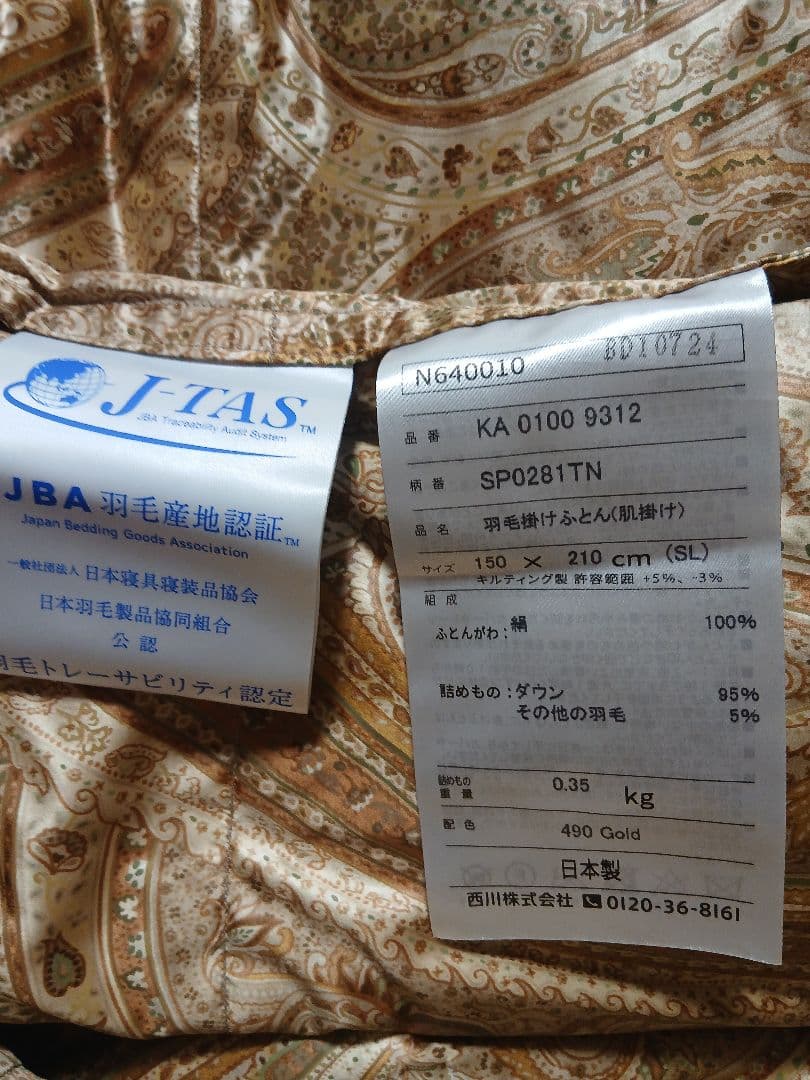 J-TAS™
JBA Traceability Audit System
JBA 羽毛産地認証™
Japan Bedding Goods Association
一般社団法人 日本寝具寝装品協会
日本羽毛製品協同組合
公認
羽毛トレーサビリティ認定
N640010 BD10724
品番 KA 0100 9312
柄番 SP0281TN
品名 羽毛掛けふとん(肌掛け)
サイズ 150 × 210 cm (SL)
キルティング製 許容範囲 +5%、-3%
組成
ふとんがわ:絹 100%
詰めもの:ダウン 95%
その他の羽毛 5%
詰めもの重量 0.35 kg
配色 490 Gold
日本製
西川株式会社 0120-36-8161